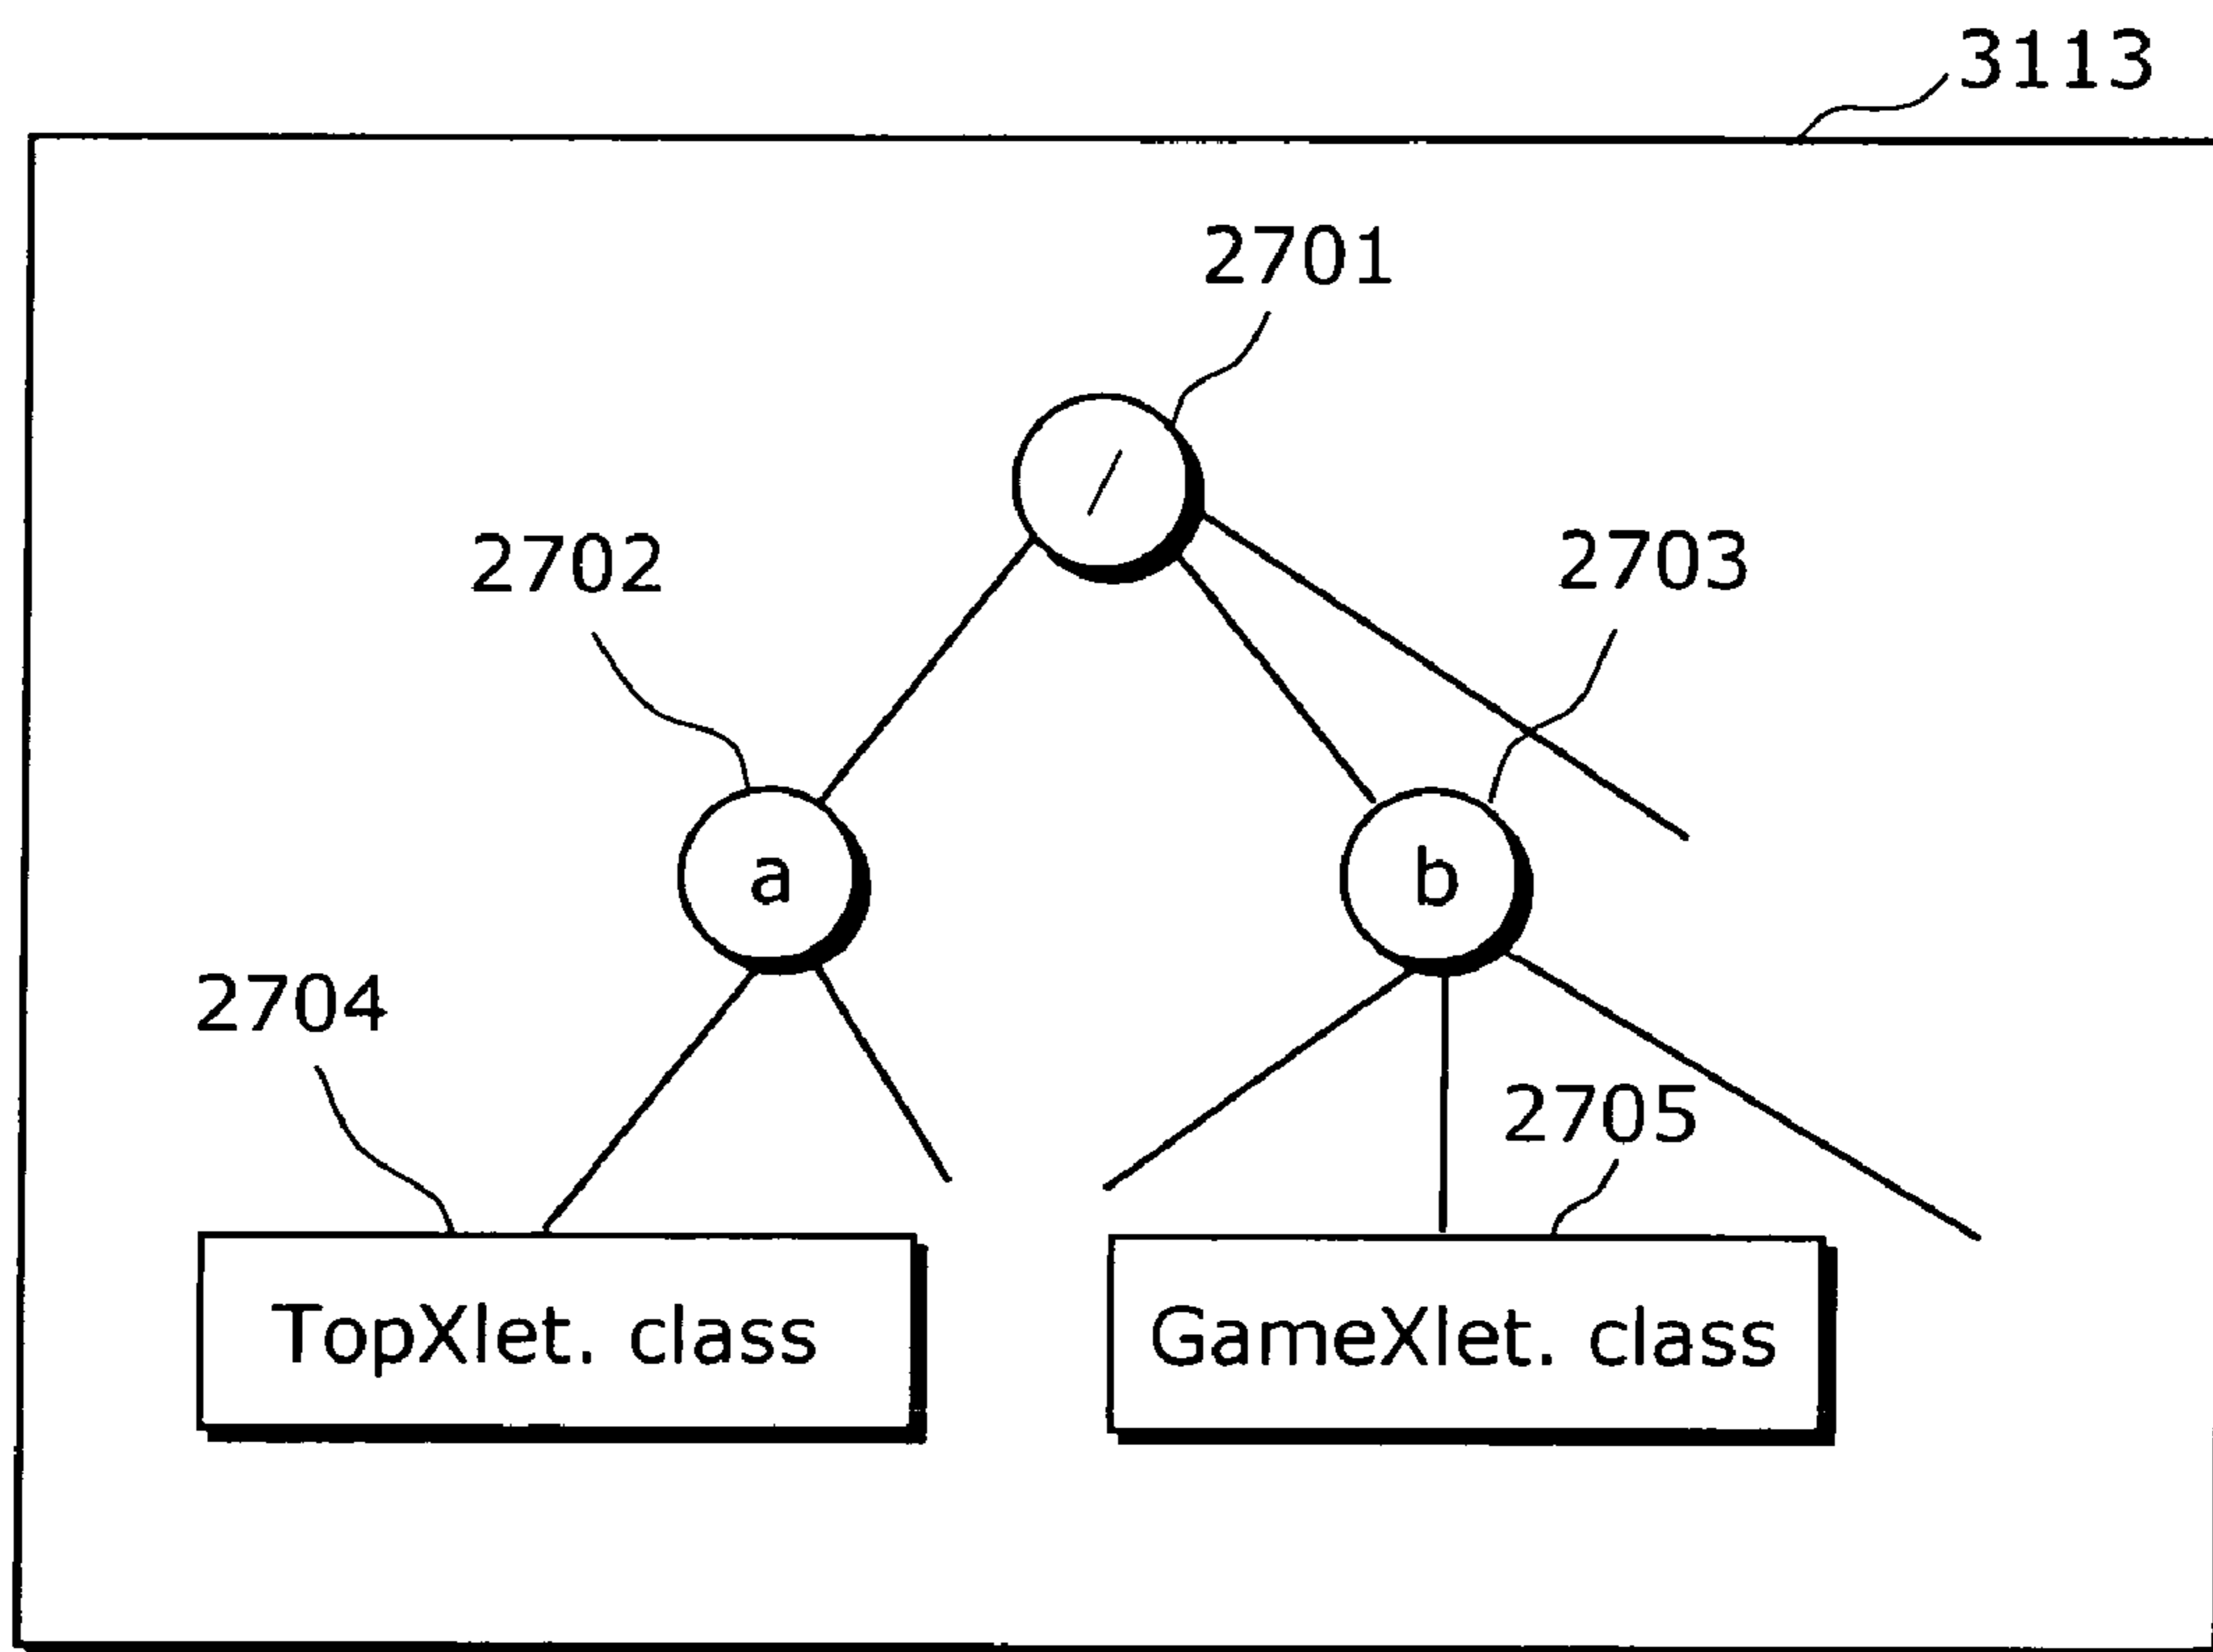 3113
2701
/
2702
2703
a
b
2704
2705
TopXlet. class
GameXlet. class